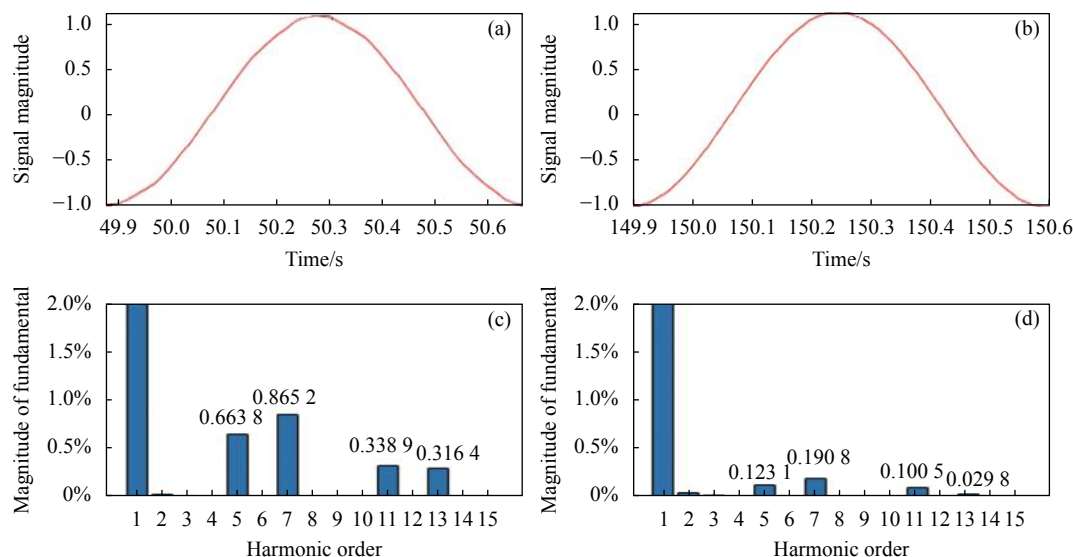 Signal magnitude
1.0
0.5
0
−0.5
−1.0
(a)
49.9 50.0 50.1 50.2 50.3 50.4 50.5 50.6
Time/s
Signal magnitude
1.0
0.5
0
−0.5
−1.0
(b)
149.9 150.0 150.1 150.2 150.3 150.4 150.5 150.6
Time/s
Magnitude of fundamental
2.0%
1.5%
1.0%
0.5%
0%
(c)
0.663 8
0.865 2
0.338 9
0.316 4
1 2 3 4 5 6 7 8 9 10 11 12 13 14 15
Harmonic order
Magnitude of fundamental
2.0%
1.5%
1.0%
0.5%
0%
(d)
0.123 1
0.190 8
0.100 5
0.029 8
1 2 3 4 5 6 7 8 9 10 11 12 13 14 15
Harmonic order